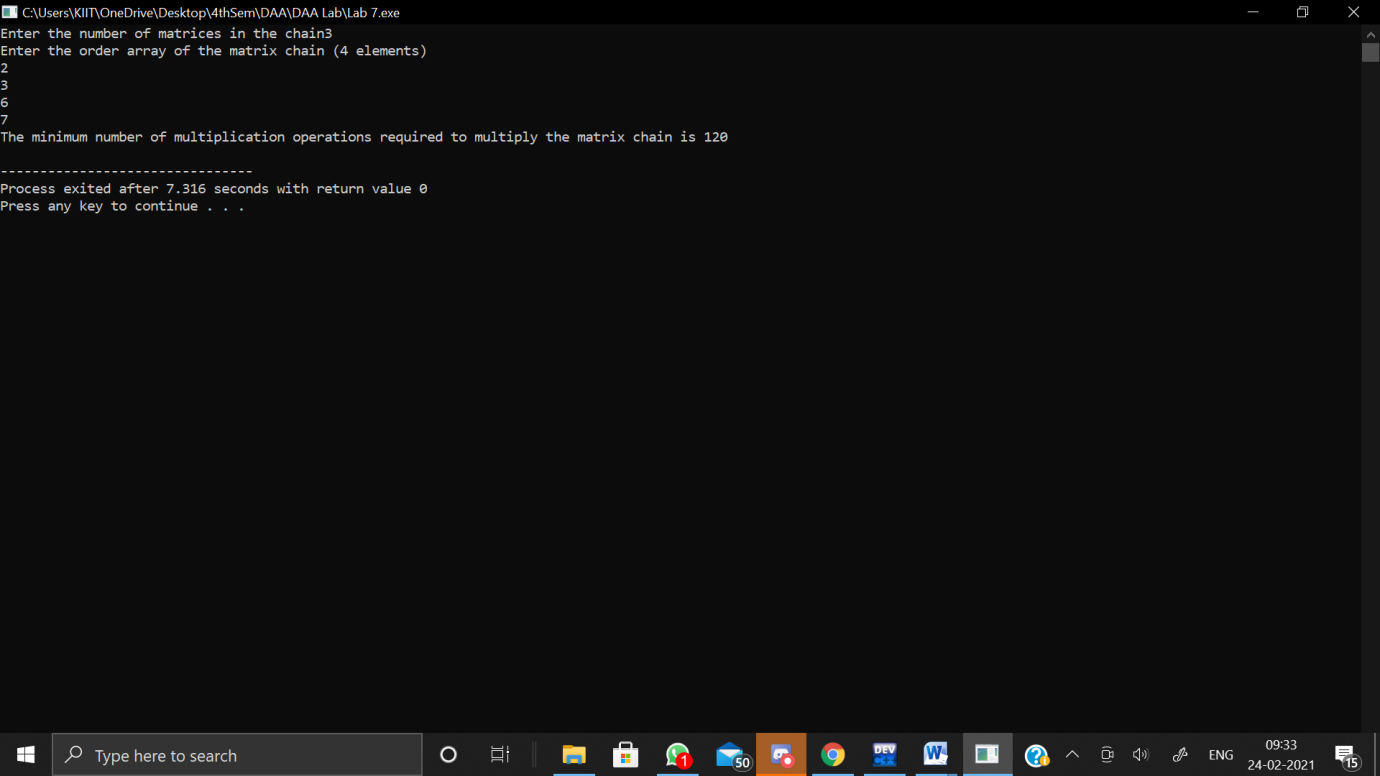 C:\Users\KIIT\OneDrive\Desktop\4thSem\DAA\DAA Lab\Lab 7.exe
Enter the number of matrices in the chain3
Enter the order array of the matrix chain (4 elements)
2
3
6
7
The minimum number of multiplication operations required to multiply the matrix chain is 120
--------------------------------
Process exited after 7.316 seconds with return value 0
Press any key to continue . . .
Type here to search
1
50
DEV
C++
W
?
ENG
09:33
24-02-2021
15